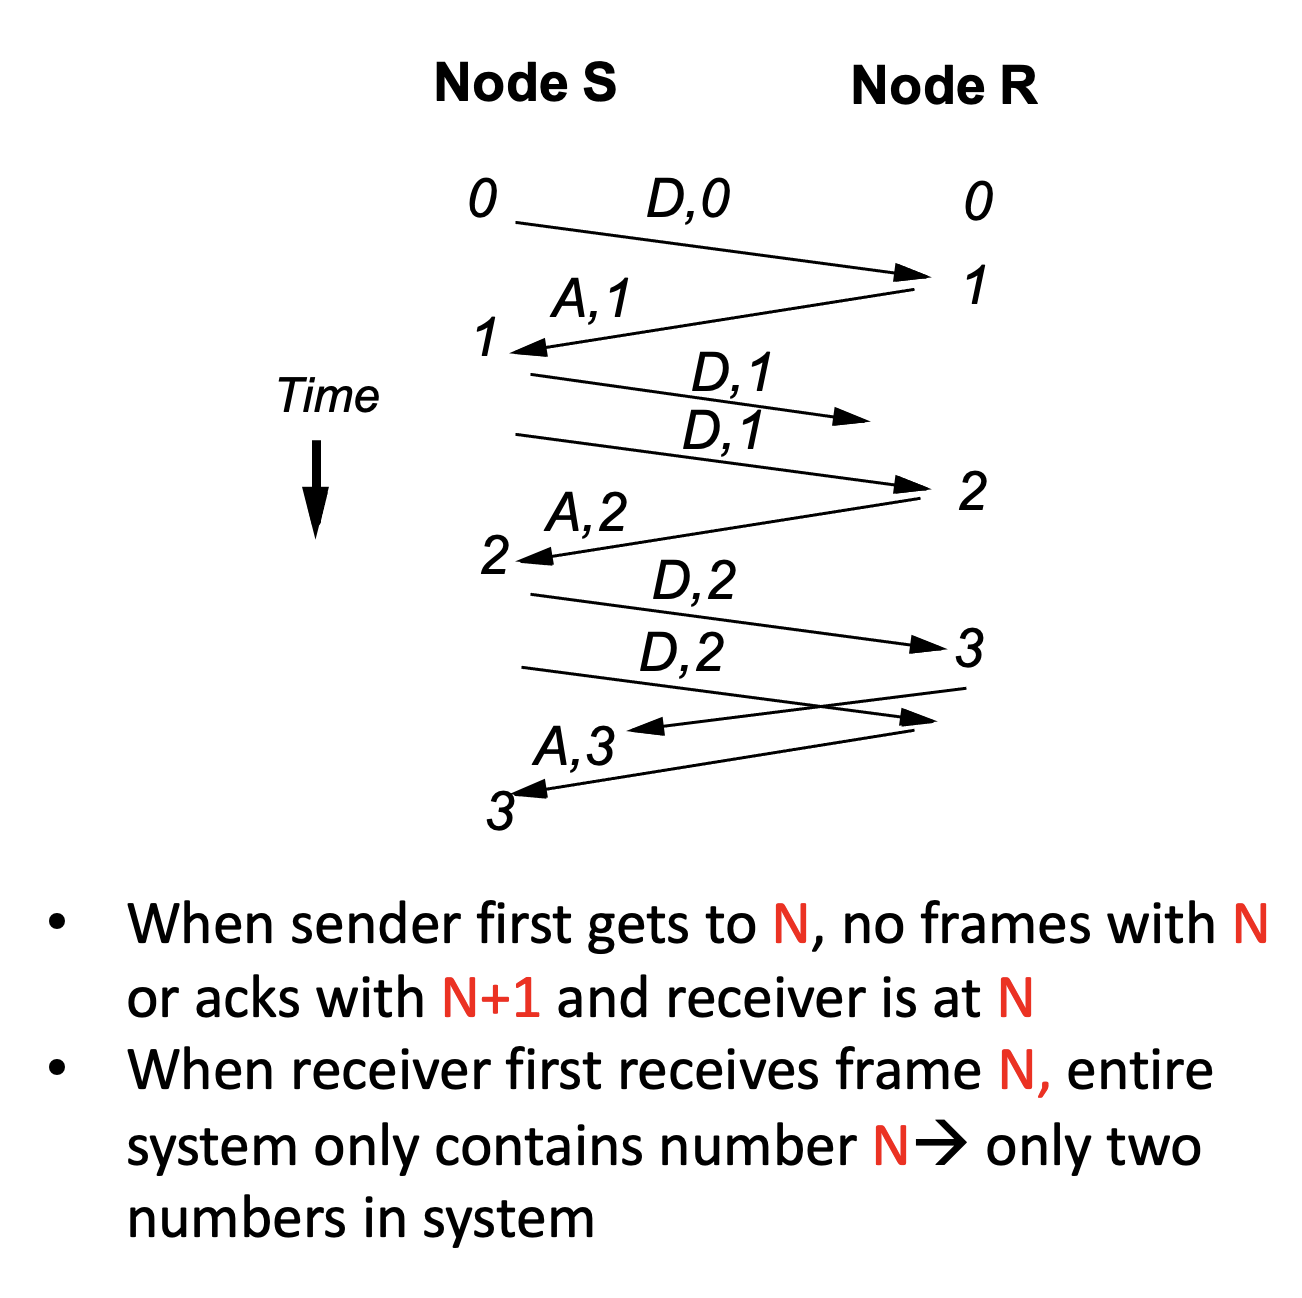 Node S Node R
0 D,0 0
1
A,1
1
D,1
Time
D,1
2
A,2
2
D,2
3
D,2
A,3
3
• When sender first gets to N, no frames with N
or acks with N+1 and receiver is at N
• When receiver first receives frame N, entire
system only contains number N→ only two
numbers in system